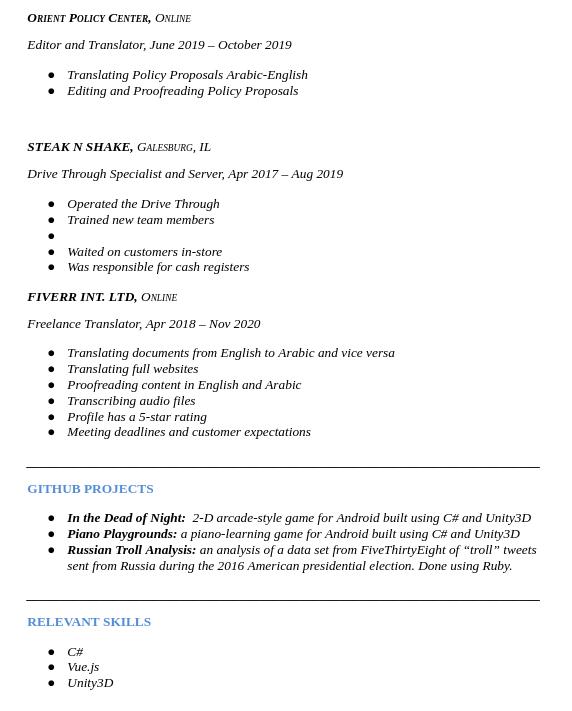 Orient Policy Center, Online
Editor and Translator, June 2019 – October 2019
● Translating Policy Proposals Arabic-English
● Editing and Proofreading Policy Proposals
STEAK N SHAKE, Galesburg, IL
Drive Through Specialist and Server, Apr 2017 – Aug 2019
● Operated the Drive Through
● Trained new team members
●
● Waited on customers in-store
● Was responsible for cash registers
FIVERR INT. LTD, Online
Freelance Translator, Apr 2018 – Nov 2020
● Translating documents from English to Arabic and vice versa
● Translating full websites
● Proofreading content in English and Arabic
● Transcribing audio files
● Profile has a 5-star rating
● Meeting deadlines and customer expectations
GITHUB PROJECTS
● In the Dead of Night: 2-D arcade-style game for Android built using C# and Unity3D
● Piano Playgrounds: a piano-learning game for Android built using C# and Unity3D
● Russian Troll Analysis: an analysis of a data set from FiveThirtyEight of “troll” tweets
sent from Russia during the 2016 American presidential election. Done using Ruby.
RELEVANT SKILLS
● C#
● Vue.js
● Unity3D